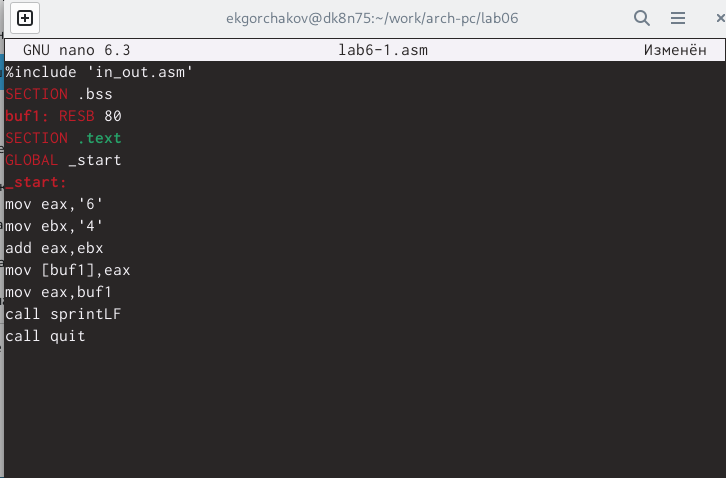 ekgorchakov@dk8n75:~/work/arch-pc/lab06
GNU nano 6.3 lab6-1.asm Изменён
%include 'in_out.asm'
SECTION .bss
buf1: RESB 80
SECTION .text
GLOBAL _start
_start:
mov eax,'6'
mov ebx,'4'
add eax,ebx
mov [buf1],eax
mov eax,buf1
call sprintLF
call quit